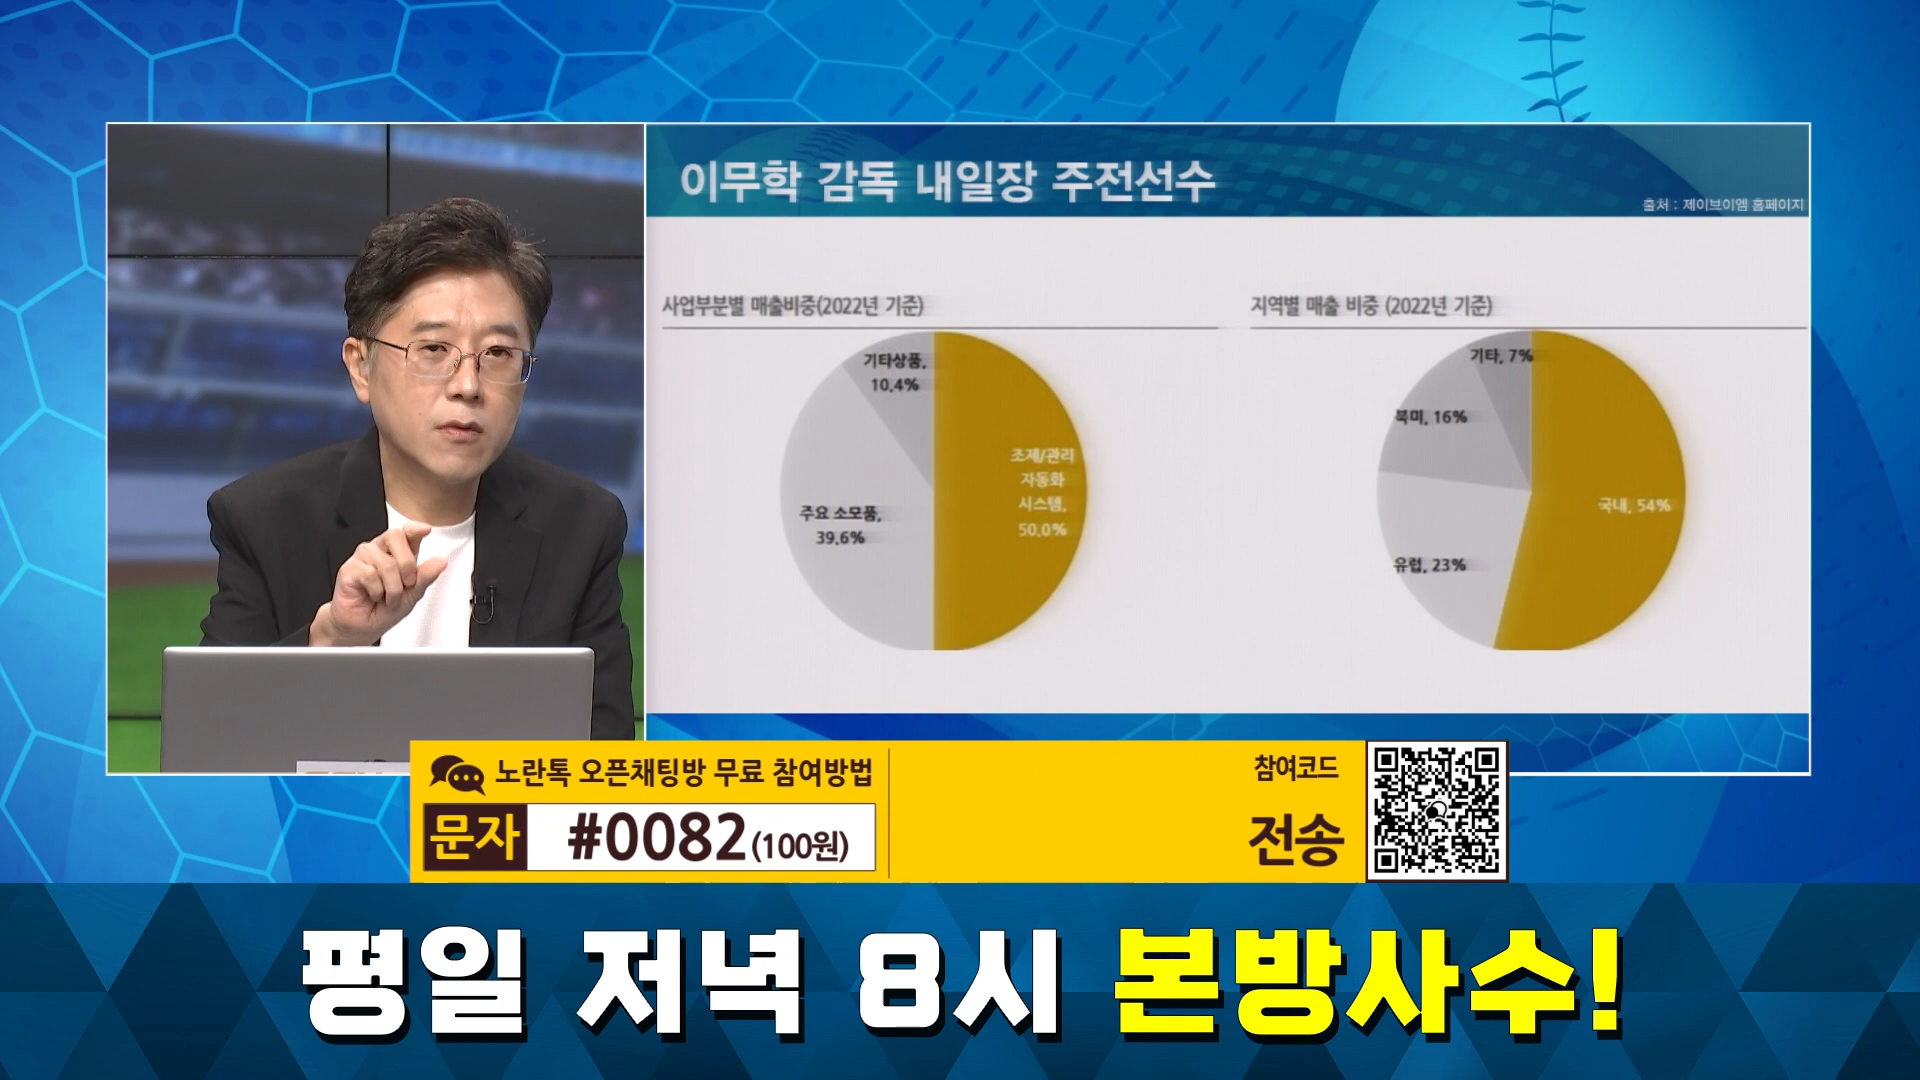 이무학 감독 내일장 주전선수
출처 : 제이브이엠 홈페이지
사업부분별 매출비중(2022년 기준)
기타상품,
10.4%
조제/관리
자동화
시스템,
50.0%
주요 소모품,
39.6%
지역별 매출 비중 (2022년 기준)
기타, 7%
북미, 16%
국내, 54%
유럽, 23%
노란톡 오픈채팅방 무료 참여방법
문자 #0082(100원)
참여코드
전송
평일 저녁 8시 본방사수!